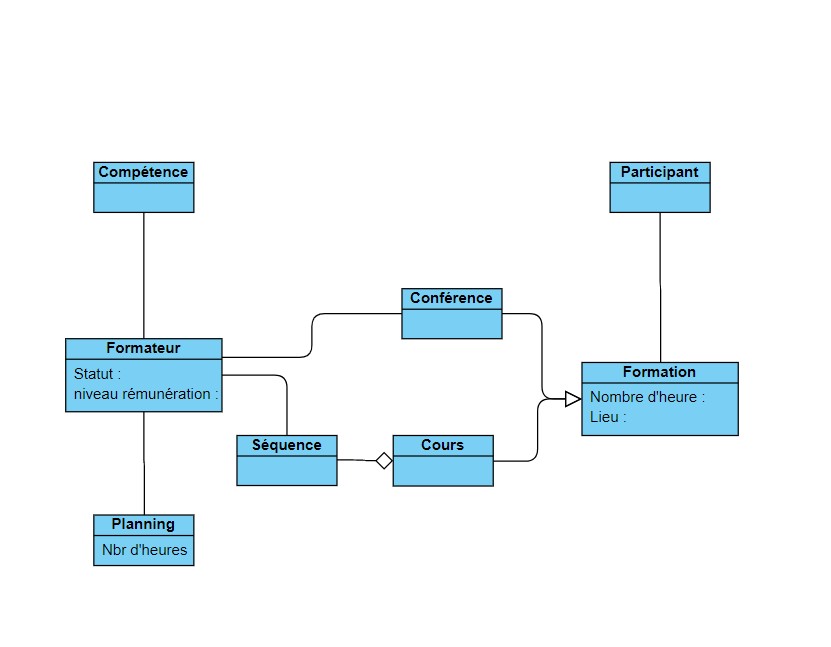 Compétence
Participant
Conférence
Formateur
Statut :
niveau rémunération :
Formation
Nombre d'heure :
Lieu :
Séquence
Cours
Planning
Nbr d'heures